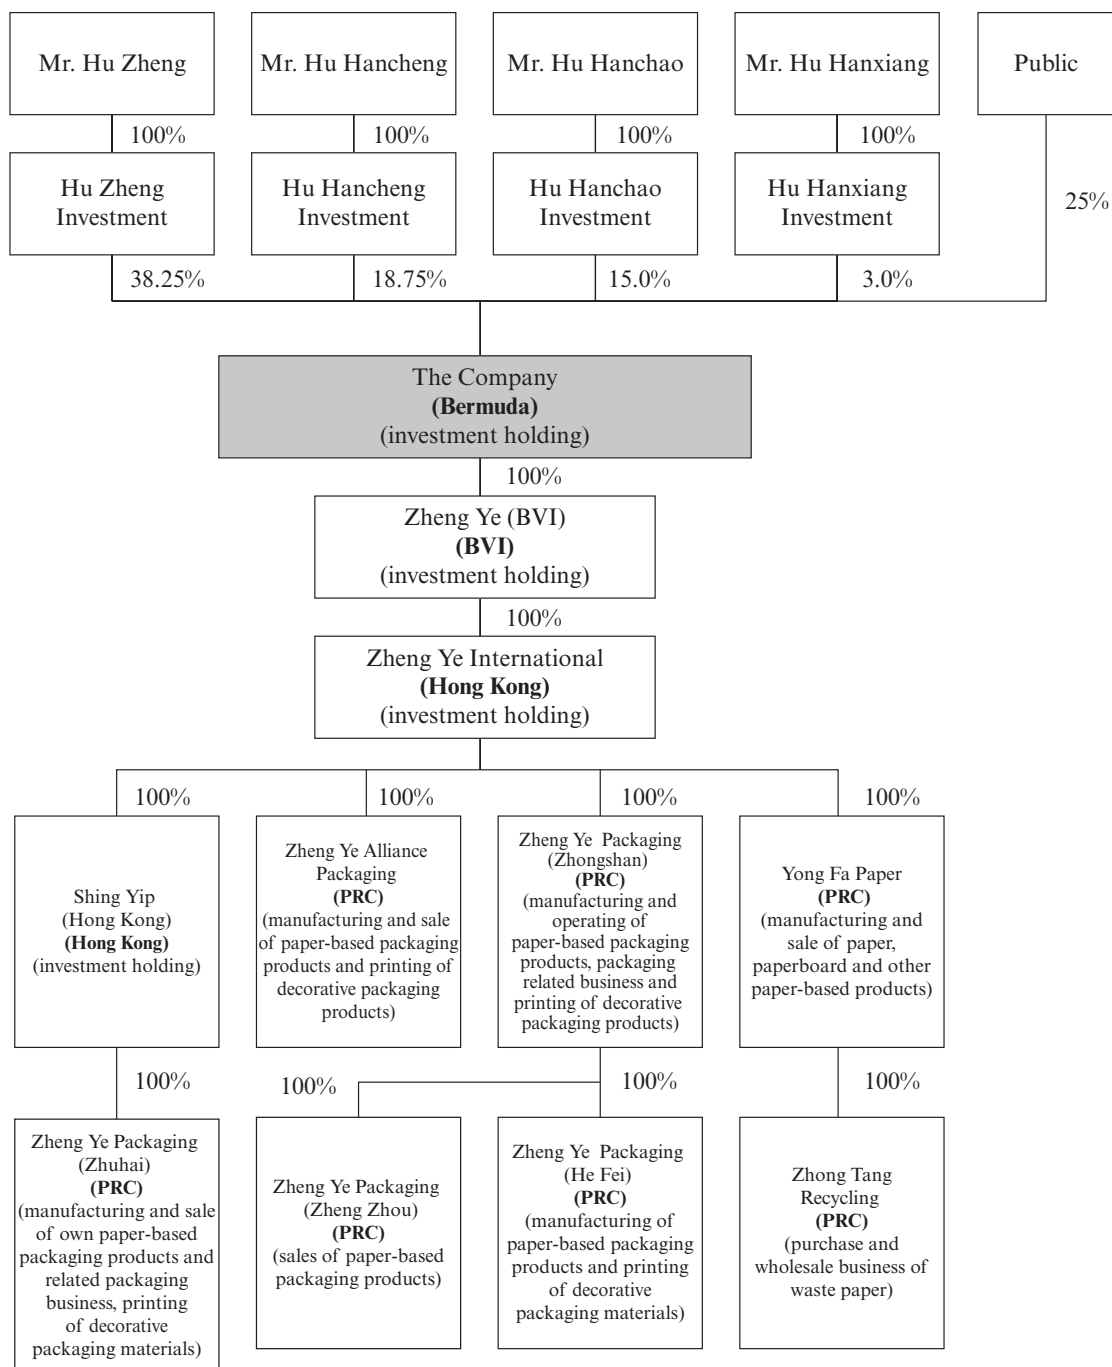 Mr. Hu Zheng
Mr. Hu Hancheng
Mr. Hu Hanchao
Mr. Hu Hanxiang
Public
100%
100%
100%
100%
Hu Zheng
Investment
Hu Hancheng
Investment
Hu Hanchao
Investment
Hu Hanxiang
Investment
25%
38.25%
18.75%
15.0%
3.0%
The Company
(Bermuda)
(investment holding)
100%
Zheng Ye (BVI)
(BVI)
(investment holding)
100%
Zheng Ye International
(Hong Kong)
(investment holding)
100%
100%
100%
100%
Shing Yip
(Hong Kong)
(Hong Kong)
(investment holding)
Zheng Ye Alliance
Packaging
(PRC)
(manufacturing and sale
of paper-based packaging
products and printing of
decorative packaging
products)
Zheng Ye Packaging
(Zhongshan)
(PRC)
(manufacturing and
operating of
paper-based packaging
products, packaging
related business and
printing of decorative
packaging products)
Yong Fa Paper
(PRC)
(manufacturing and
sale of paper,
paperboard and other
paper-based products)
100%
100%
100%
100%
Zheng Ye Packaging
(Zhuhai)
(PRC)
(manufacturing and sale
of own paper-based
packaging products and
related packaging
business, printing
of decorative
packaging materials)
Zheng Ye Packaging
(Zheng Zhou)
(PRC)
(sales of paper-based
packaging products)
Zheng Ye Packaging
(He Fei)
(PRC)
(manufacturing of
paper-based packaging
products and printing
of decorative
packaging materials)
Zhong Tang
Recycling
(PRC)
(purchase and
wholesale business of
waste paper)